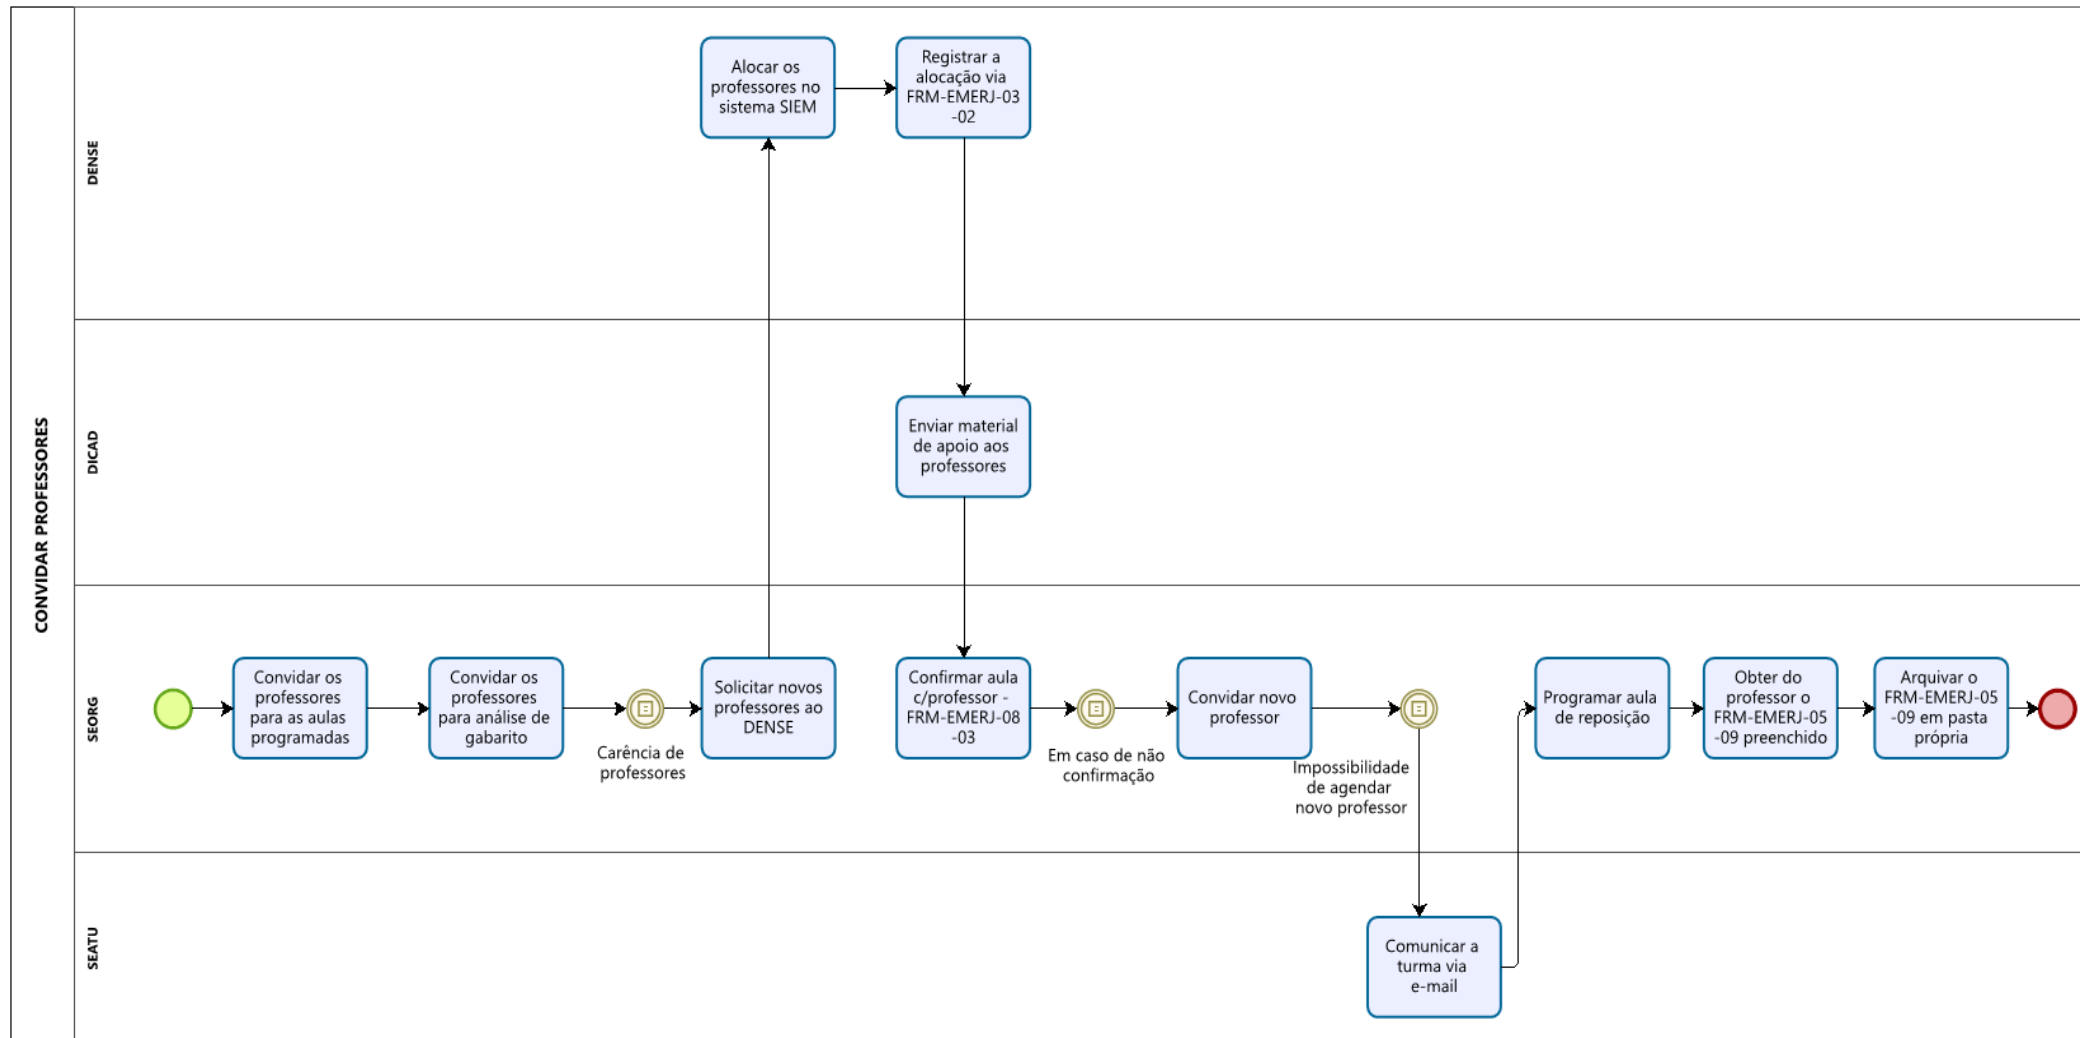 CONVIDAR PROFESSORES
DENSE
Alocar os
professores no
sistema SIEM
Registrar a
alocação via
FRM-EMERJ-03
-02
DICAD
Enviar material
de apoio aos
professores
SEORG
Convidar os
professores
para as aulas
programadas
Convidar os
professores
para análise de
gabarito
Carência de
professores
Solicitar novos
professores ao
DENSE
Confirmar aula
c/professor -
FRM-EMERJ-08
-03
Em caso de não
confirmação
Convidar novo
professor
Impossibilidade
de agendar
novo professor
Programar aula
de reposição
Obter do
professor o
FRM-EMERJ-05
-09 preenchido
Arquivar o
FRM-EMERJ-05
-09 em pasta
própria
SEATU
Comunicar a
turma via
e-mail